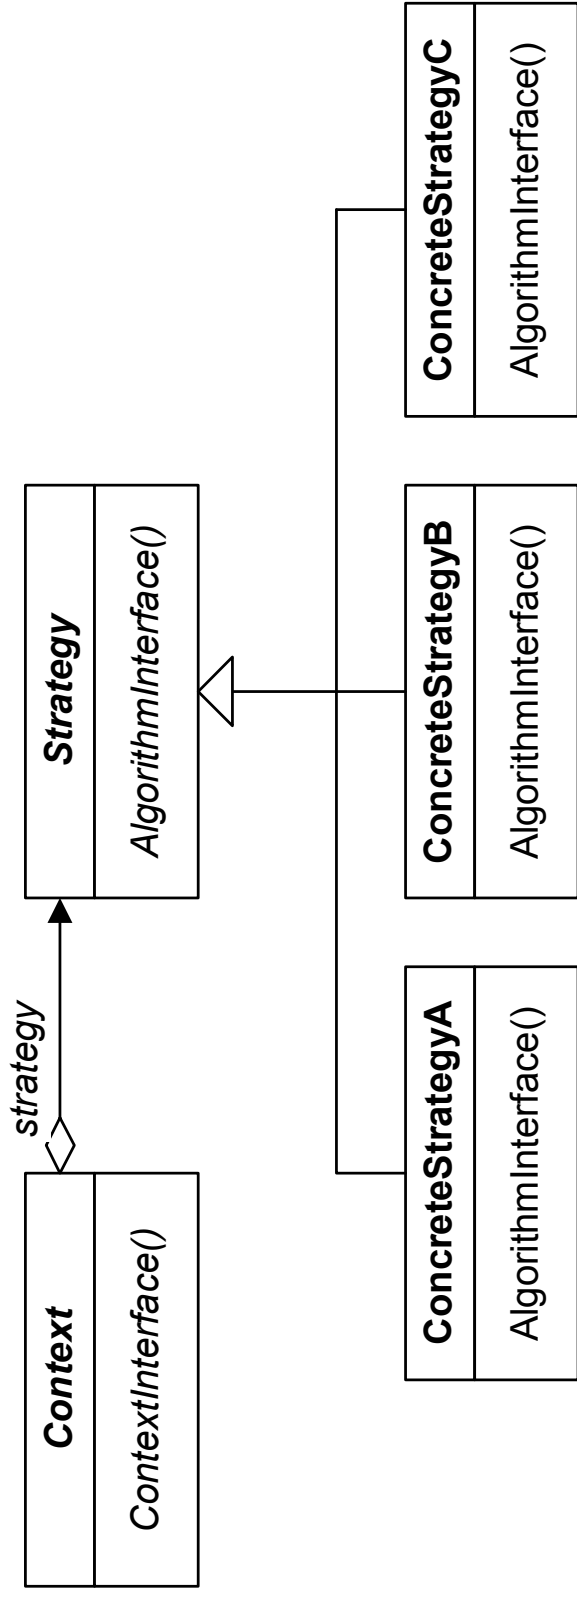 Context
ContextInterface()
strategy
Strategy
AlgorithmInterface()
ConcreteStrategyA
AlgorithmInterface()
ConcreteStrategyB
AlgorithmInterface()
ConcreteStrategyC
AlgorithmInterface()